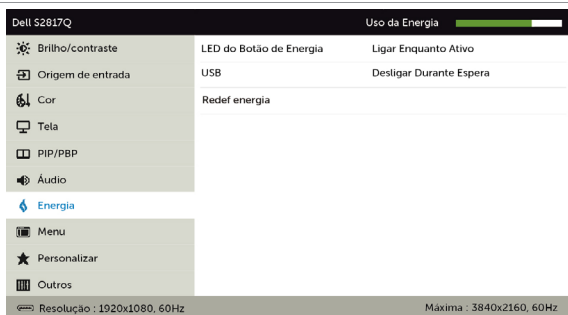 Dell S2817Q Uso da Energia
Brilho/contraste LED do Botão de Energia Ligar Enquanto Ativo
Origem de entrada USB Desligar Durante Espera
Cor Redef energia
Tela
PIP/PBP
Áudio
Energia
Menu
Personalizar
Outros
Resolução : 1920x1080, 60Hz Máxima : 3840x2160, 60Hz